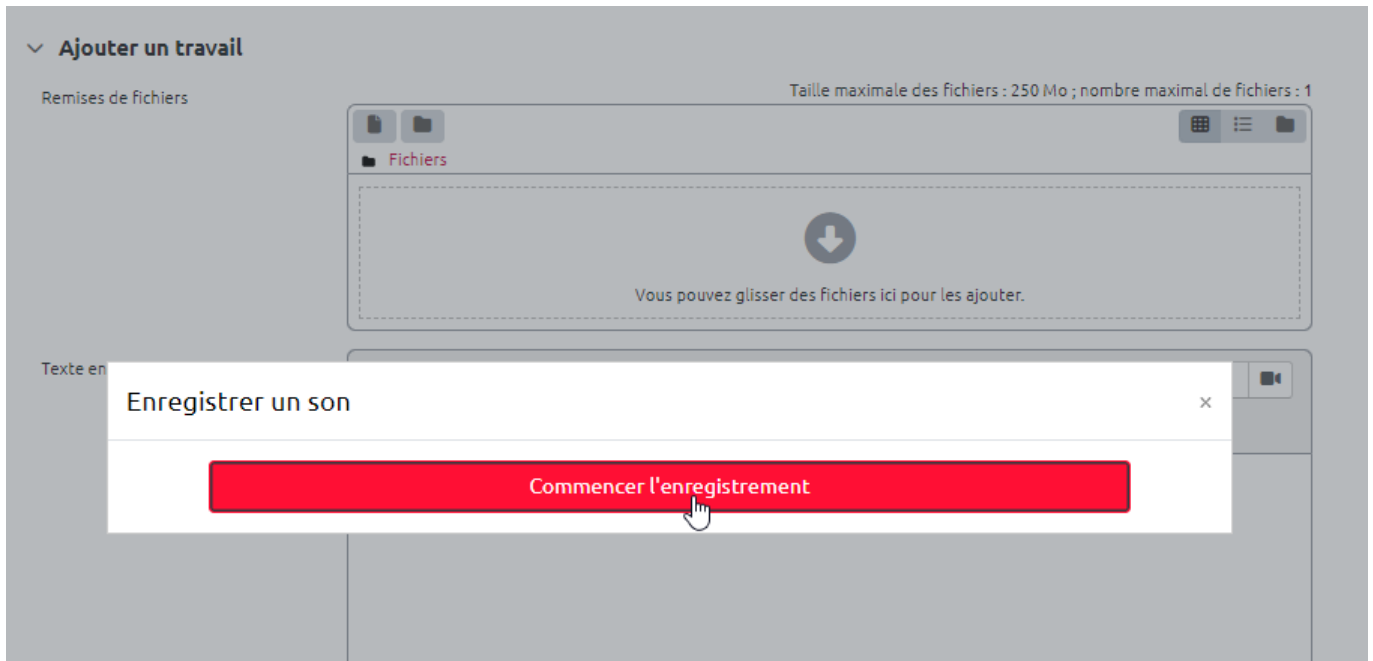 Ajouter un travail
Remises de fichiers
Taille maximale des fichiers : 250 Mo ; nombre maximal de fichiers : 1
Fichiers
Vous pouvez glisser des fichiers ici pour les ajouter.
Texte en
Enregistrer un son
×
Commencer l'enregistrement